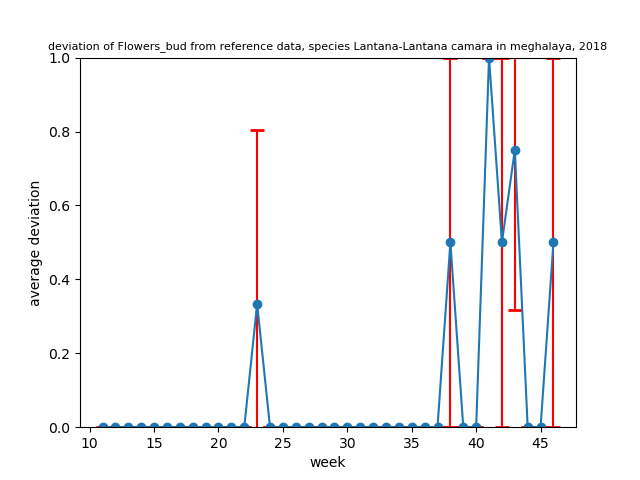 deviation of Flowers_bud from reference data, species Lantana-Lantana camara in meghalaya, 2018
1.0
0.8
0.6
0.4
0.2
0.0
average deviation
10 15 20 25 30 35 40 45
week